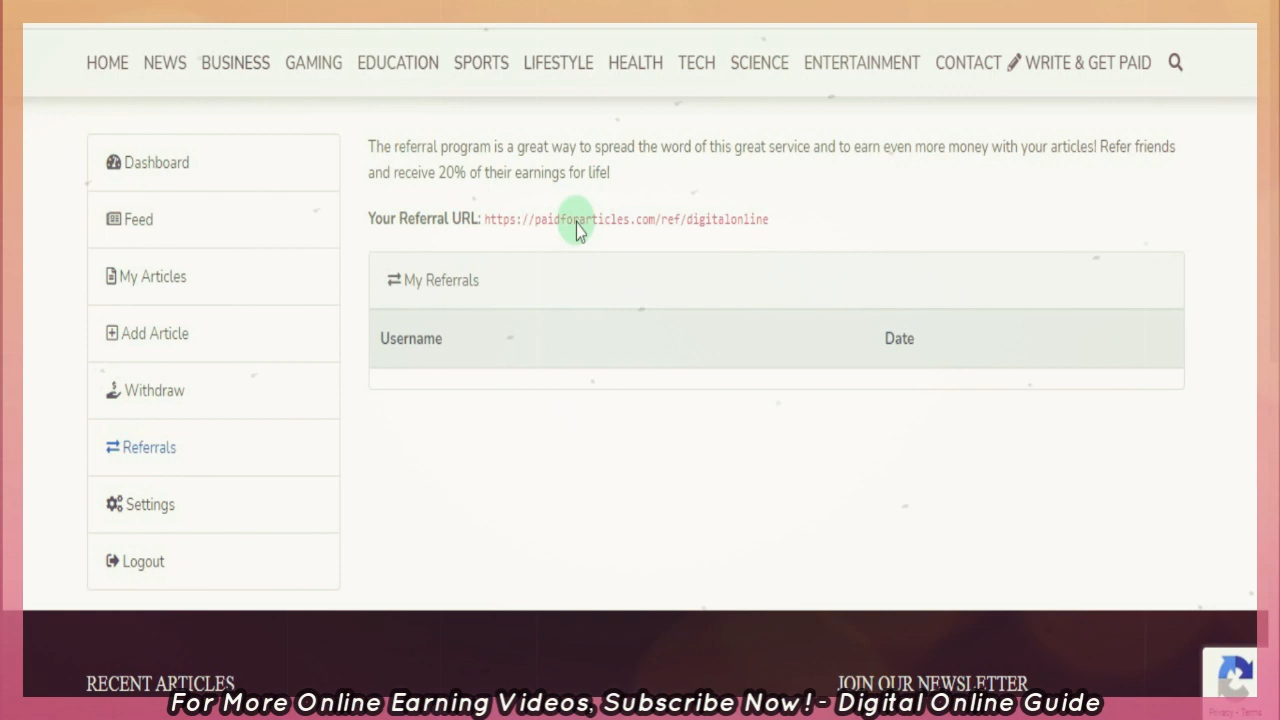 HOME NEWS BUSINESS GAMING EDUCATION SPORTS LIFESTYLE HEALTH TECH SCIENCE ENTERTAINMENT CONTACT WRITE & GET PAID
Dashboard
Feed
My Articles
Add Article
Withdraw
Referrals
Settings
Logout
The referral program is a great way to spread the word of this great service and to earn even more money with your articles! Refer friends
and receive 20% of their earnings for life!
Your Referral URL: https://paidforarticles.com/ref/digitalonline
My Referrals
Username Date
RECENT ARTICLES JOIN OUR NEWSLETTER
Privacy - Terms
For More Online Earning Videos, Subscribe Now! - Digital Online Guide